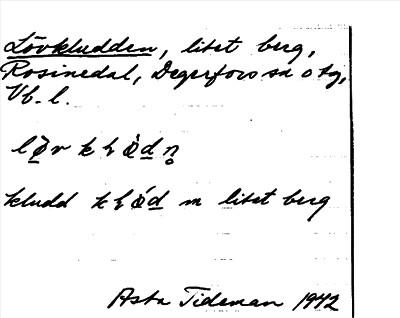 Lövkludden, litet berg,
Rosinedal, Degerfors sn o tg,
Vb. l.
kludd m litet berg
Asta Tideman 1942